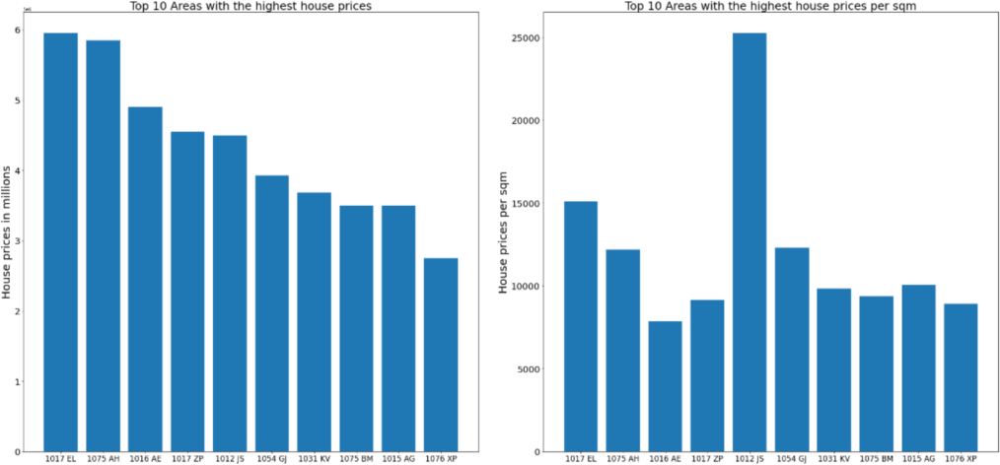 Top 10 Areas with the highest house prices
1e6
House prices in millions
6
5
4
3
2
1
0
1017 EL 1075 AH 1016 AE 1017 ZP 1012 JS 1054 GJ 1031 KV 1075 BM 1015 AG 1076 XP
Top 10 Areas with the highest house prices per sqm
House prices per sqm
25000
20000
15000
10000
5000
0
1017 EL 1075 AH 1016 AE 1017 ZP 1012 JS 1054 GJ 1031 KV 1075 BM 1015 AG 1076 XP